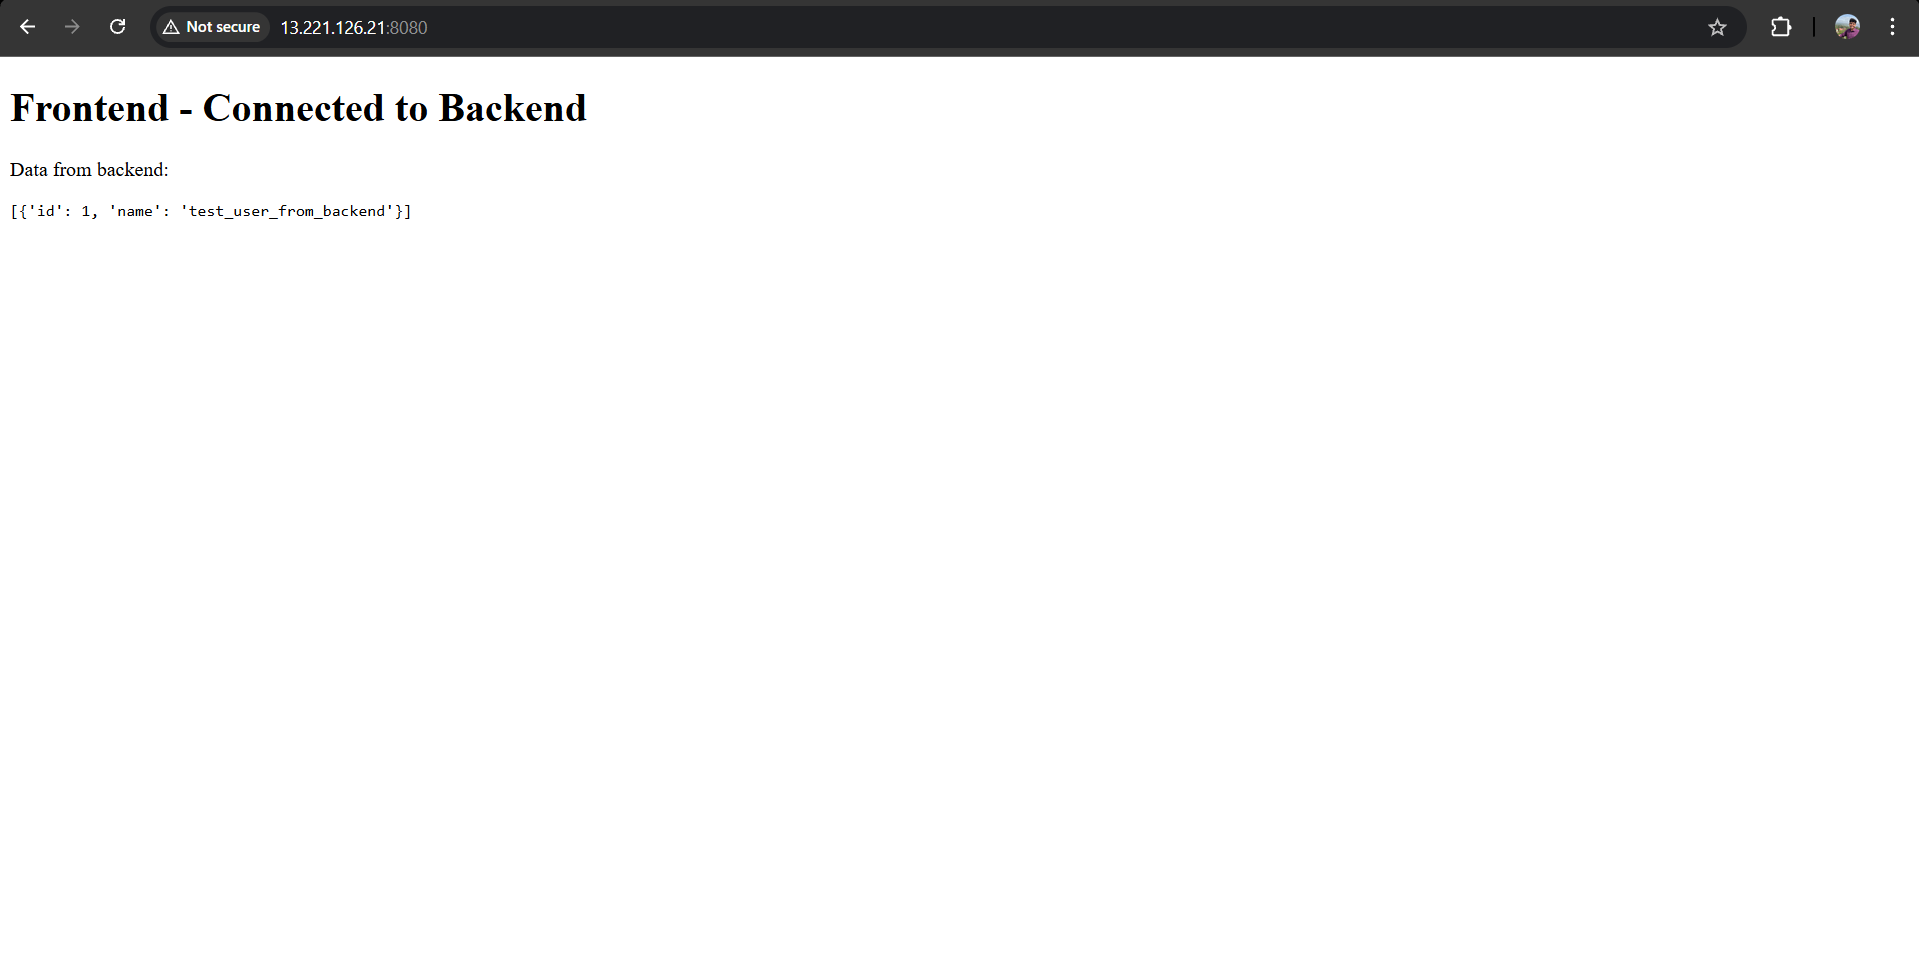 Not secure
13.221.126.21:8080
Frontend - Connected to Backend
Data from backend:
[{'id': 1, 'name': 'test_user_from_backend'}]